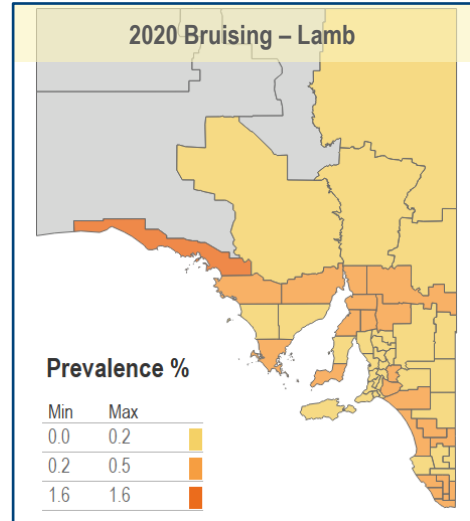 2020 Bruising – Lamb
Prevalence %
Min Max
0.0 0.2
0.2 0.5
1.6 1.6